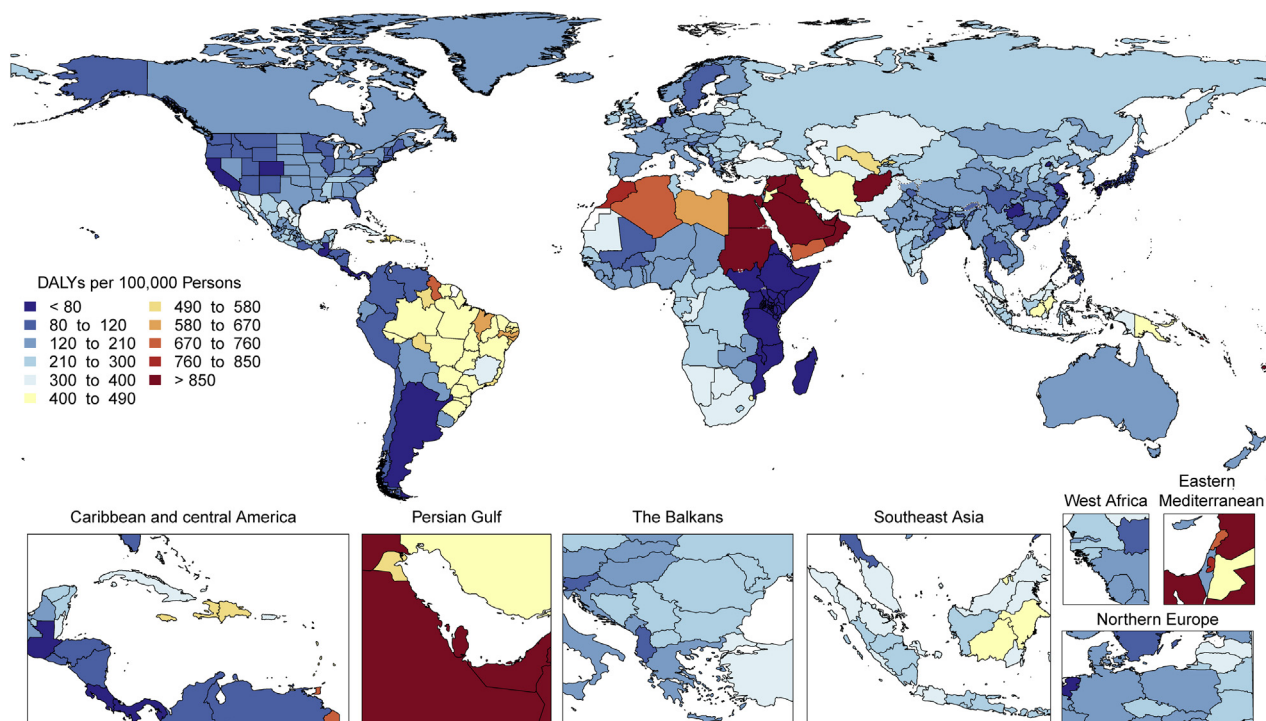 DALYs per 100,000 Persons
< 80
80 to 120
120 to 210
210 to 300
300 to 400
400 to 490
490 to 580
580 to 670
670 to 760
760 to 850
> 850
Caribbean and central America
Persian Gulf
The Balkans
Southeast Asia
West Africa
Eastern
Mediterranean
Northern Europe